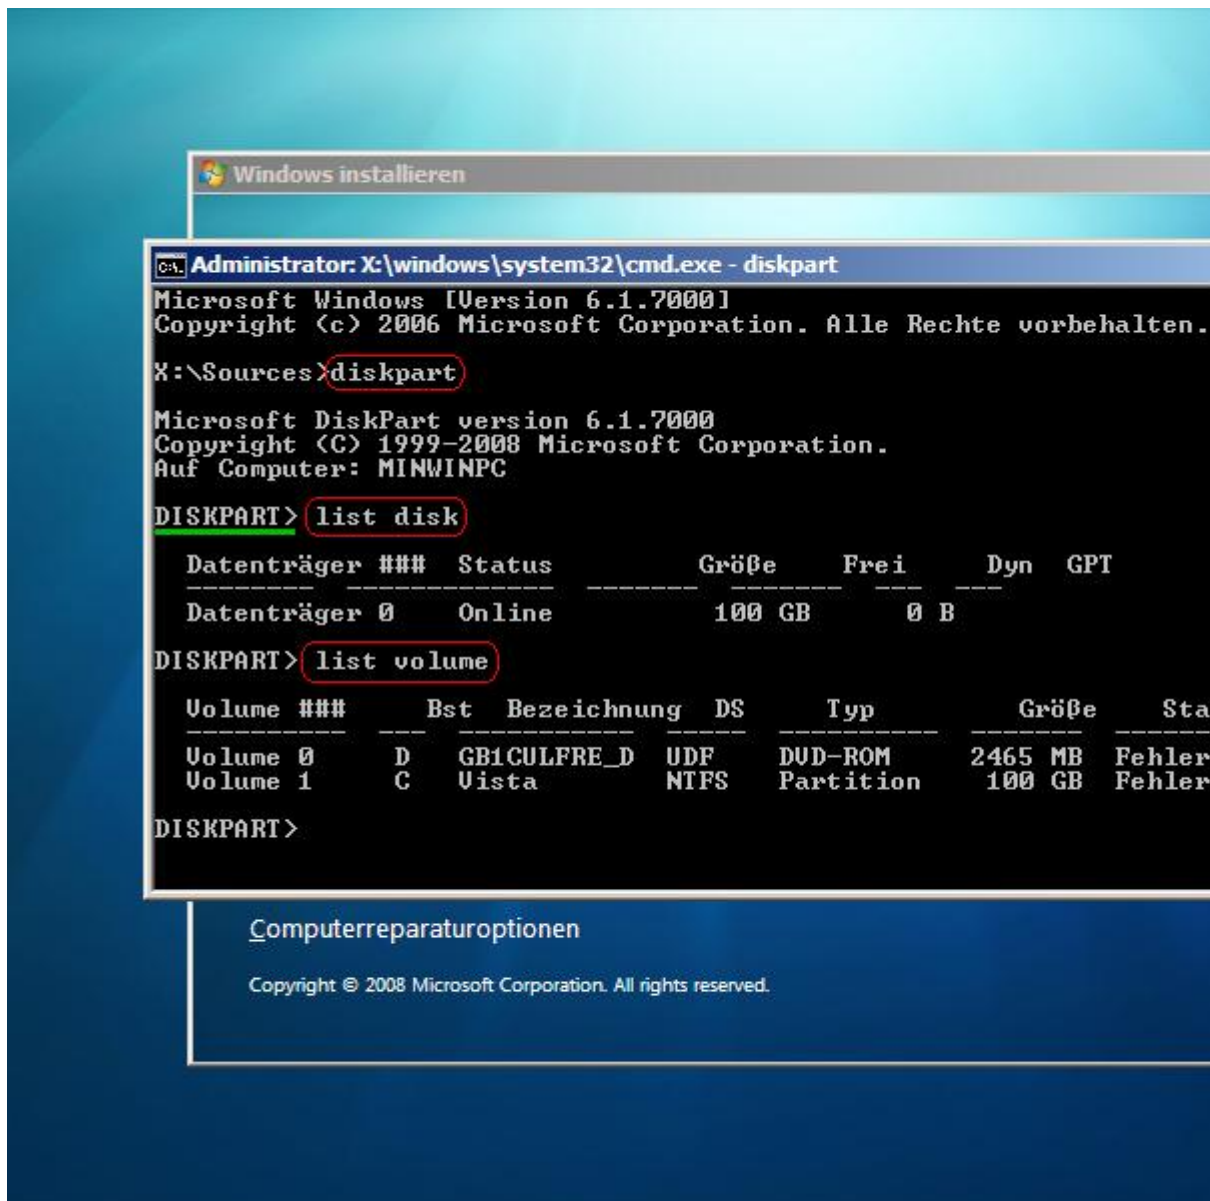 Windows installieren
Administrator: X:\windows\system32\cmd.exe - diskpart
Microsoft Windows [Version 6.1.7000]
Copyright (c) 2006 Microsoft Corporation. Alle Rechte vorbehalten.
X:\Sources>diskpart
Microsoft DiskPart version 6.1.7000
Copyright (C) 1999-2008 Microsoft Corporation.
Auf Computer: MINWINPC
DISKPART> list disk
Datenträger ### Status Größe Frei Dyn GPT
Datenträger 0 Online 100 GB 0 B
DISKPART> list volume
Volume ### Bst Bezeichnung DS Typ Größe Sta
Volume 0 D GB1CULFRE_D UDF DVD-ROM 2465 MB Fehler
Volume 1 C Vista NTFS Partition 100 GB Fehler
DISKPART>
Computerreparaturoptionen
Copyright © 2008 Microsoft Corporation. All rights reserved.